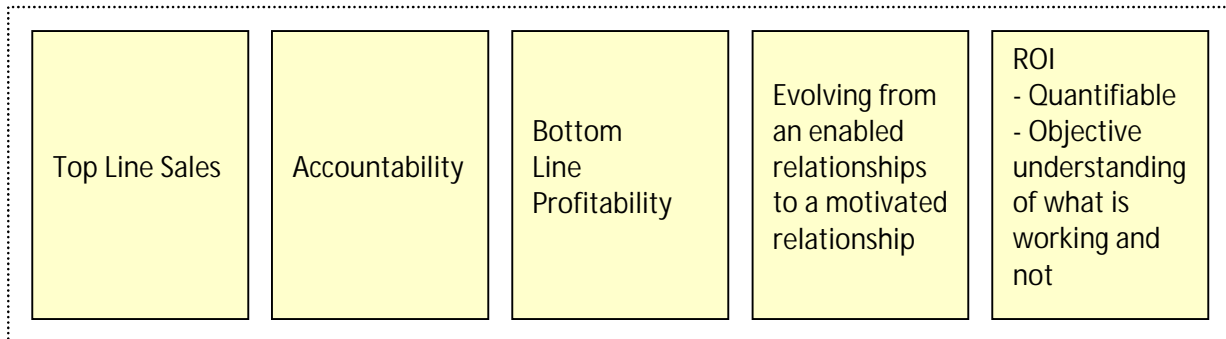 Top Line Sales
Accountability
Bottom
Line
Profitability
Evolving from
an enabled
relationships
to a motivated
relationship
ROI
- Quantifiable
- Objective
understanding
of what is
working and
not